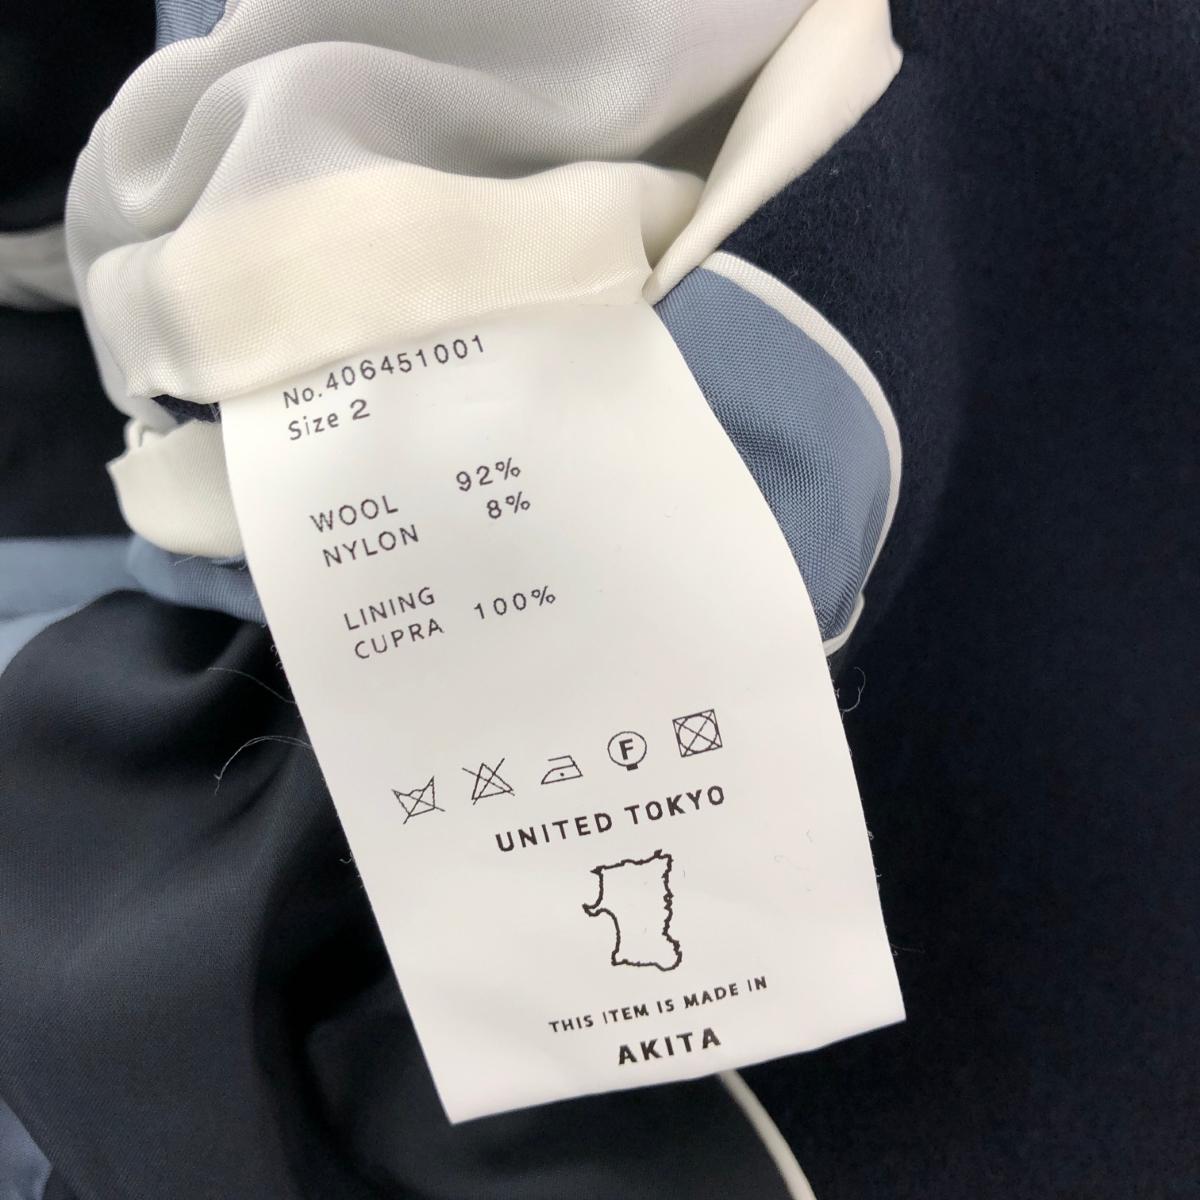 No.406451001
Size 2
WOOL 92%
NYLON 8%
LINING
CUPRA 100%
F
UNITED TOKYO
THIS ITEM IS MADE IN
AKITA